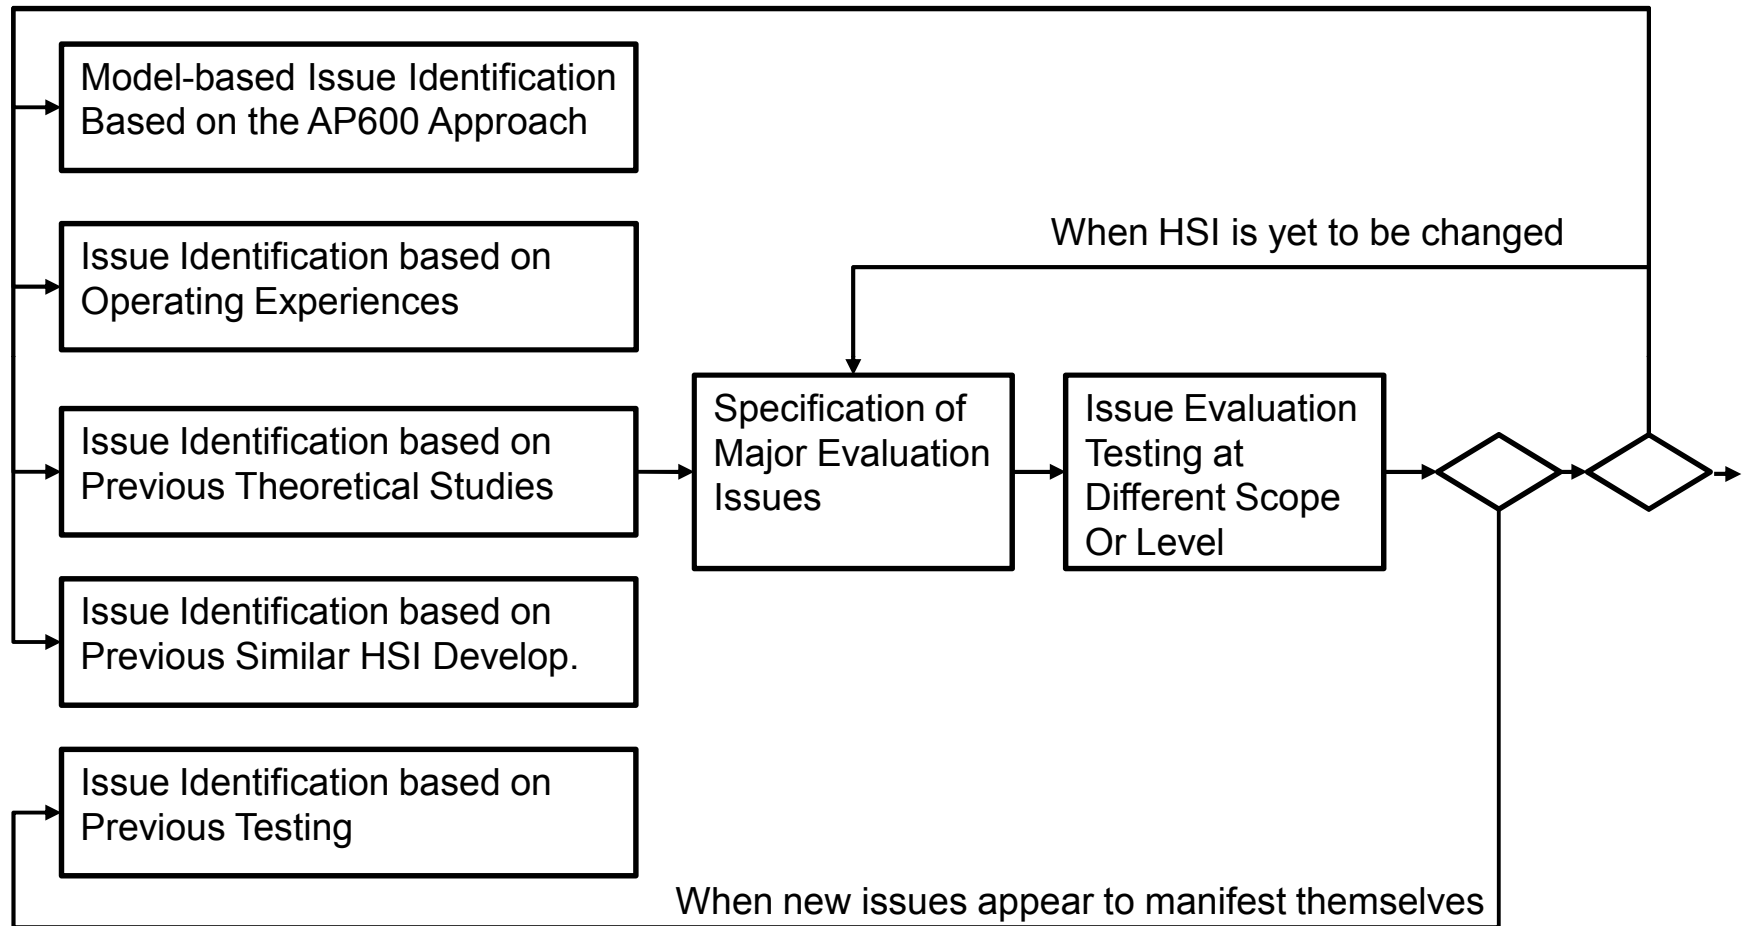 Model-based Issue Identification
Based on the AP600 Approach
Issue Identification based on
Operating Experiences
When HSI is yet to be changed
Issue Identification based on
Previous Theoretical Studies
Specification of
Major Evaluation
Issues
Issue Evaluation
Testing at
Different Scope
Or Level
Issue Identification based on
Previous Similar HSI Develop.
Issue Identification based on
Previous Testing
When new issues appear to manifest themselves